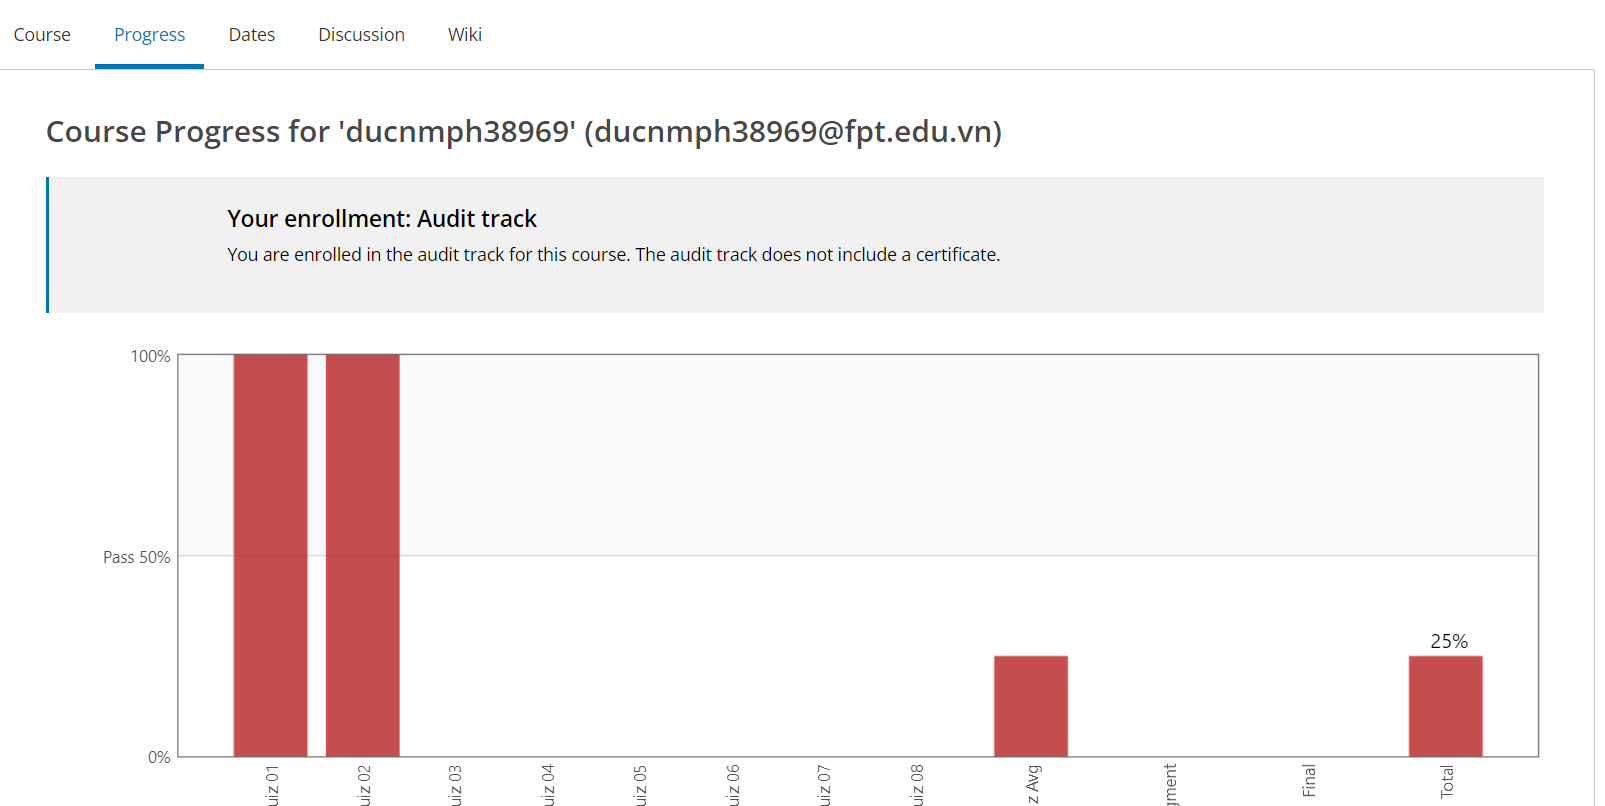 Course Progress Dates Discussion Wiki
Course Progress for 'ducnmph38969' (ducnmph38969@fpt.edu.vn)
Your enrollment: Audit track
You are enrolled in the audit track for this course. The audit track does not include a certificate.
100%
Pass 50%
25%
0%
uiz 01
uiz 02
uiz 03
uiz 04
uiz 05
uiz 06
uiz 07
uiz 08
z Avg
gment
Final
Total